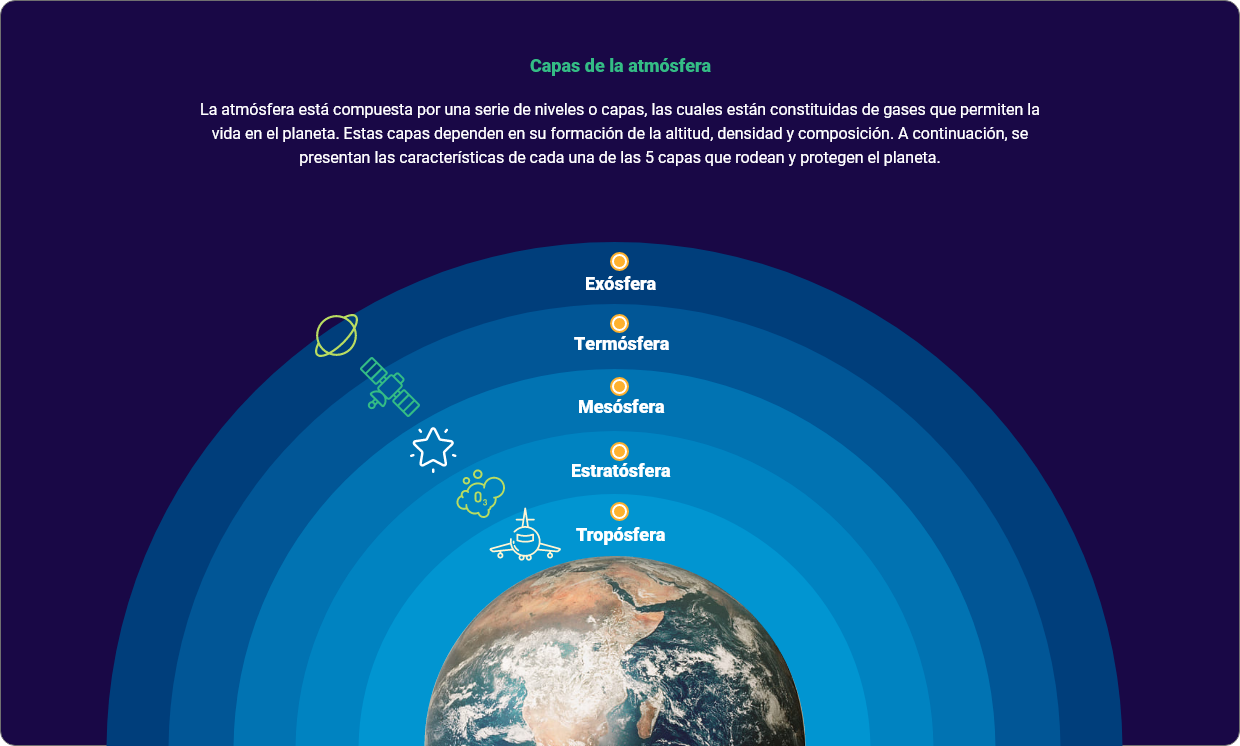 Capas de la atmósfera
La atmósfera está compuesta por una serie de niveles o capas, las cuales están constituidas de gases que permiten la
vida en el planeta. Estas capas dependen en su formación de la altitud, densidad y composición. A continuación, se
presentan las características de cada una de las 5 capas que rodean y protegen el planeta.
Exósfera
Termósfera
Mesósfera
Estratósfera
O₃
Tropósfera